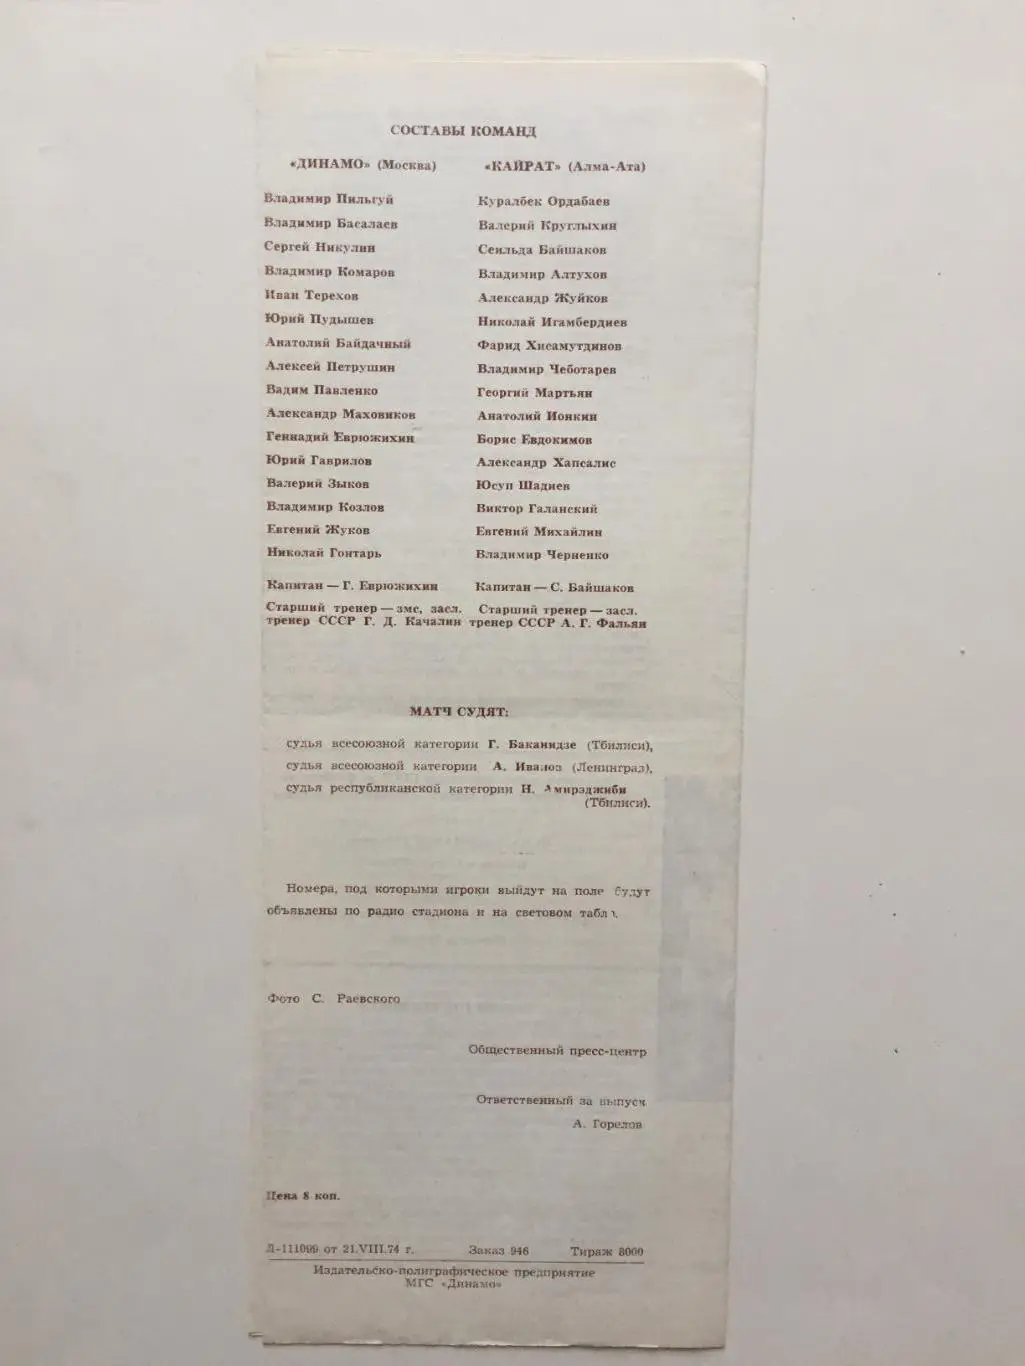 СОСТАВЫ КОМАНД
«ДИНАМО» (Москва) «КАЙРАТ» (Алма-Ата)
Владимир Пильгуй Куралбек Ордабаев
Владимир Басалаев Валерий Круглыхин
Сергей Никулин Сеильда Байшаков
Владимир Комаров Владимир Алтухов
Иван Терехов Александр Жуйков
Юрий Пудышев Николай Игамбердиев
Анатолий Байдачный Фарид Хисамутдинов
Алексей Петрушин Владимир Чеботарев
Вадим Павленко Георгий Мартьян
Александр Маховиков Анатолий Ионкин
Геннадий Еврюжихин Борис Евдокимов
Юрий Гаврилов Александр Хапсалис
Валерий Зыков Юсуп Шадиев
Владимир Козлов Виктор Галанский
Евгений Жуков Евгений Михайлин
Николай Гонтарь Владимир Черненко
Капитан — Г. Еврюжихин Капитан — С. Байшаков
Старший тренер — змс, засл. Старший тренер — засл.
тренер СССР Г. Д. Качалин тренер СССР А. Г. Фальян
МАТЧ СУДЯТ:
судья всесоюзной категории Г. Баканидзе (Тбилиси),
судья всесоюзной категории А. Иванов (Ленинград),
судья республиканской категории Н. Амирэджиби
(Тбилиси).
Номера, под которыми игроки выйдут на поле будут
объявлены по радио стадиона и на световом табло.
Фото С. Раевского
Общественный пресс-центр
Ответственный за выпуск
А. Горелов
Цена 8 коп.
Л-111099 от 21.VIII.74 г. Заказ 946 Тираж 8000
Издательско-полиграфическое предприятие
МГС «Динамо»